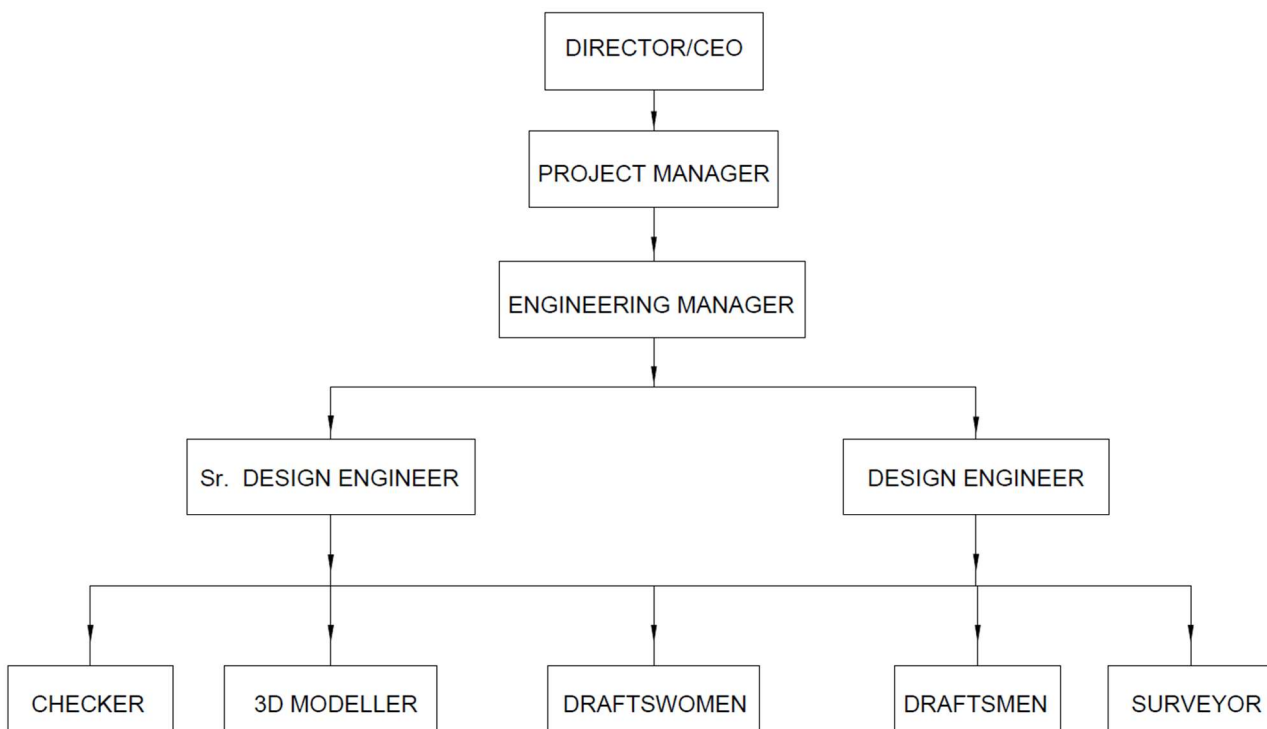 DIRECTOR/CEO
PROJECT MANAGER
ENGINEERING MANAGER
Sr. DESIGN ENGINEER
DESIGN ENGINEER
CHECKER
3D MODELLER
DRAFTSWOMEN
DRAFTSMEN
SURVEYOR